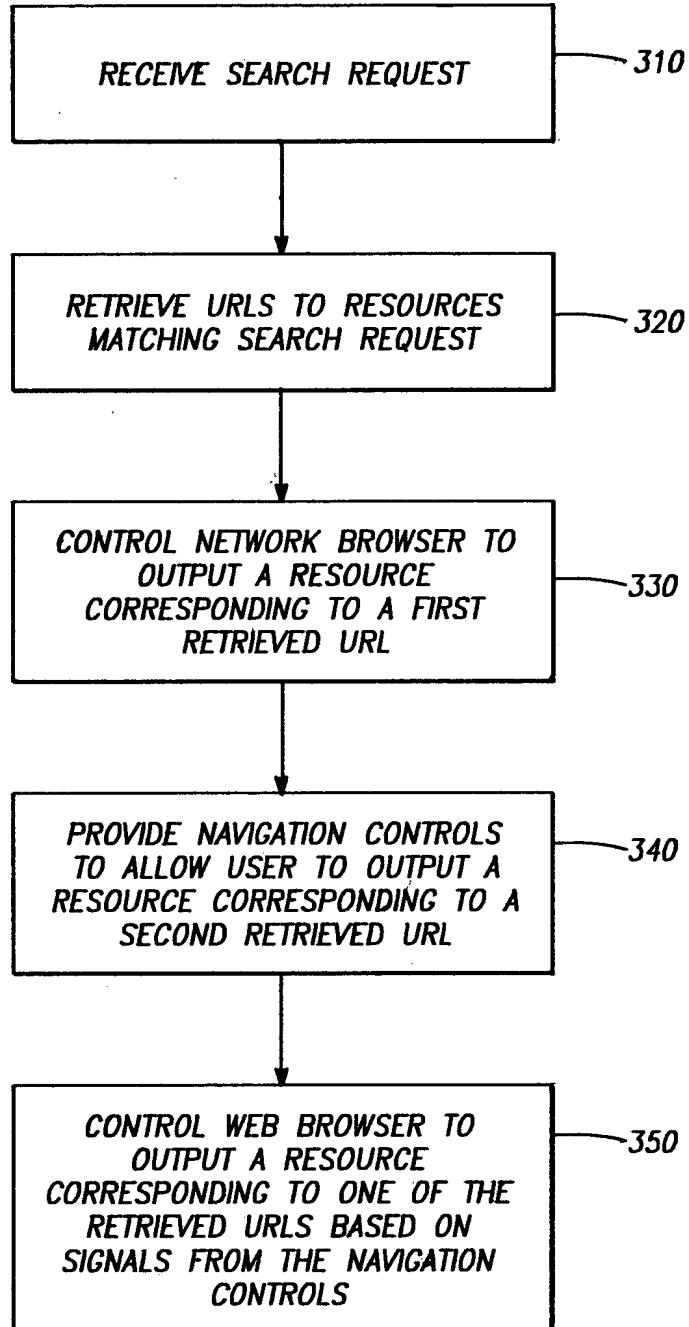 RECEIVE SEARCH REQUEST
310
RETRIEVE URLS TO RESOURCES
MATCHING SEARCH REQUEST
320
CONTROL NETWORK BROWSER TO
OUTPUT A RESOURCE
CORRESPONDING TO A FIRST
RETRIEVED URL
330
PROVIDE NAVIGATION CONTROLS
TO ALLOW USER TO OUTPUT A
RESOURCE CORRESPONDING TO A
SECOND RETRIEVED URL
340
CONTROL WEB BROWSER TO
OUTPUT A RESOURCE
CORRESPONDING TO ONE OF THE
RETRIEVED URLS BASED ON
SIGNALS FROM THE NAVIGATION
CONTROLS
350